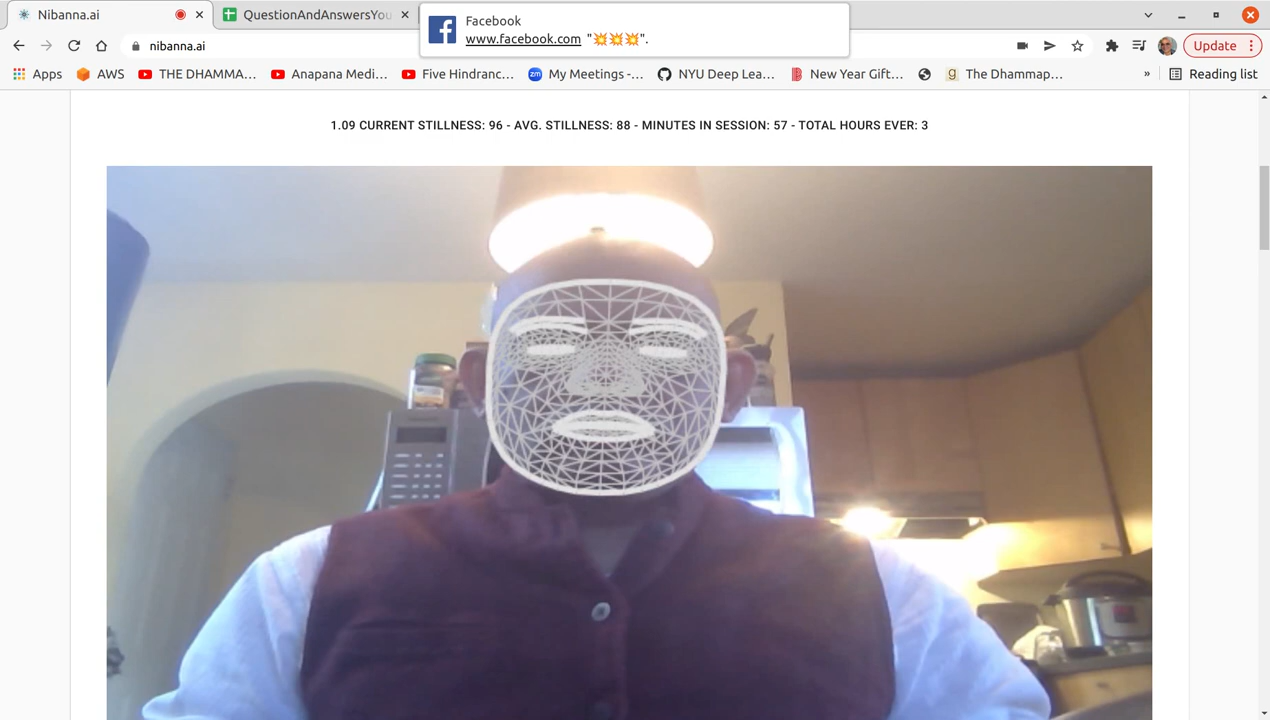 Nibanna.ai
QuestionAndAnswersYou
Facebook
www.facebook.com "💥💥💥".
nibanna.ai
Update
Apps
AWS
THE DHAMMA…
Anapana Medi…
Five Hindranc…
My Meetings -…
NYU Deep Lea…
New Year Gift…
The Dhammap…
»
Reading list
1.09 CURRENT STILLNESS: 96 - AVG. STILLNESS: 88 - MINUTES IN SESSION: 57 - TOTAL HOURS EVER: 3